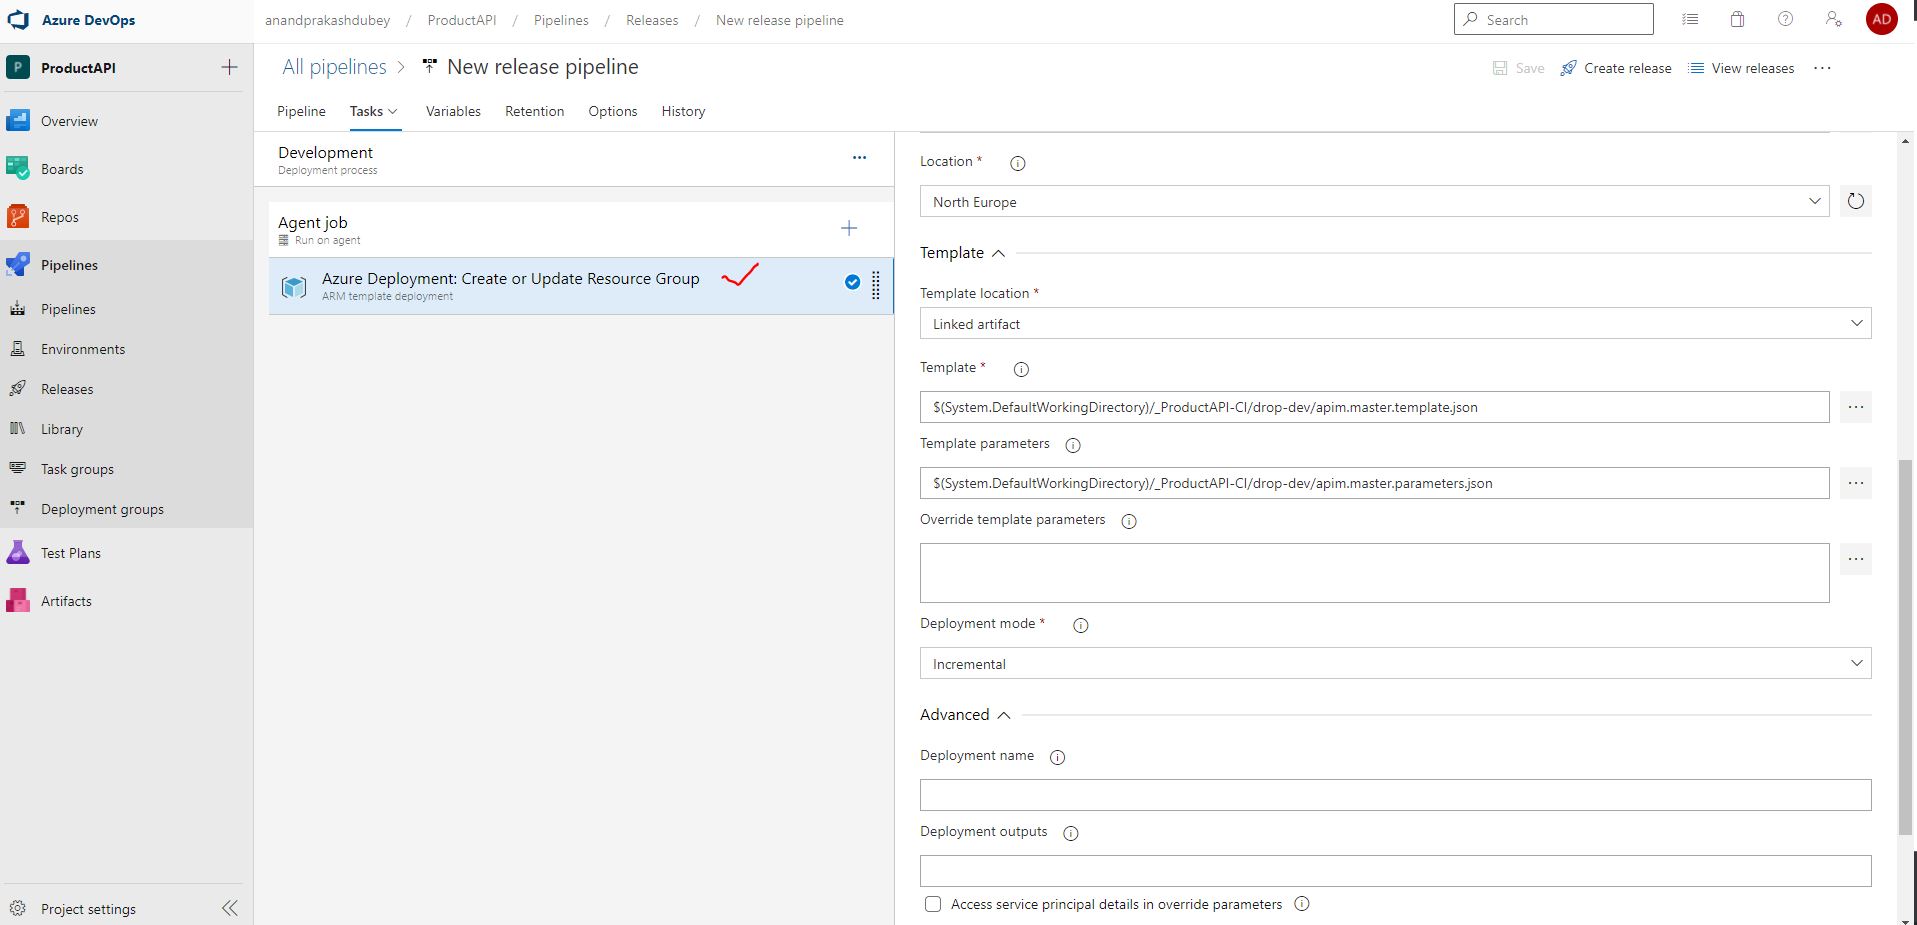 Azure DevOps
anandprakashdubey / ProductAPI / Pipelines / Releases / New release pipeline
Search
AD
P ProductAPI
All pipelines > New release pipeline
Save Create release View releases ...
Pipeline Tasks Variables Retention Options History
Overview
Boards
Repos
Pipelines
Pipelines
Environments
Releases
Library
Task groups
Deployment groups
Test Plans
Artifacts
Project settings
Development
Deployment process
...
Agent job
Run on agent
Azure Deployment: Create or Update Resource Group
ARM template deployment
Location *
North Europe
Template
Template location *
Linked artifact
Template *
$(System.DefaultWorkingDirectory)/_ProductAPI-CI/drop-dev/apim.master.template.json
...
Template parameters
$(System.DefaultWorkingDirectory)/_ProductAPI-CI/drop-dev/apim.master.parameters.json
...
Override template parameters
...
Deployment mode *
Incremental
Advanced
Deployment name
Deployment outputs
Access service principal details in override parameters